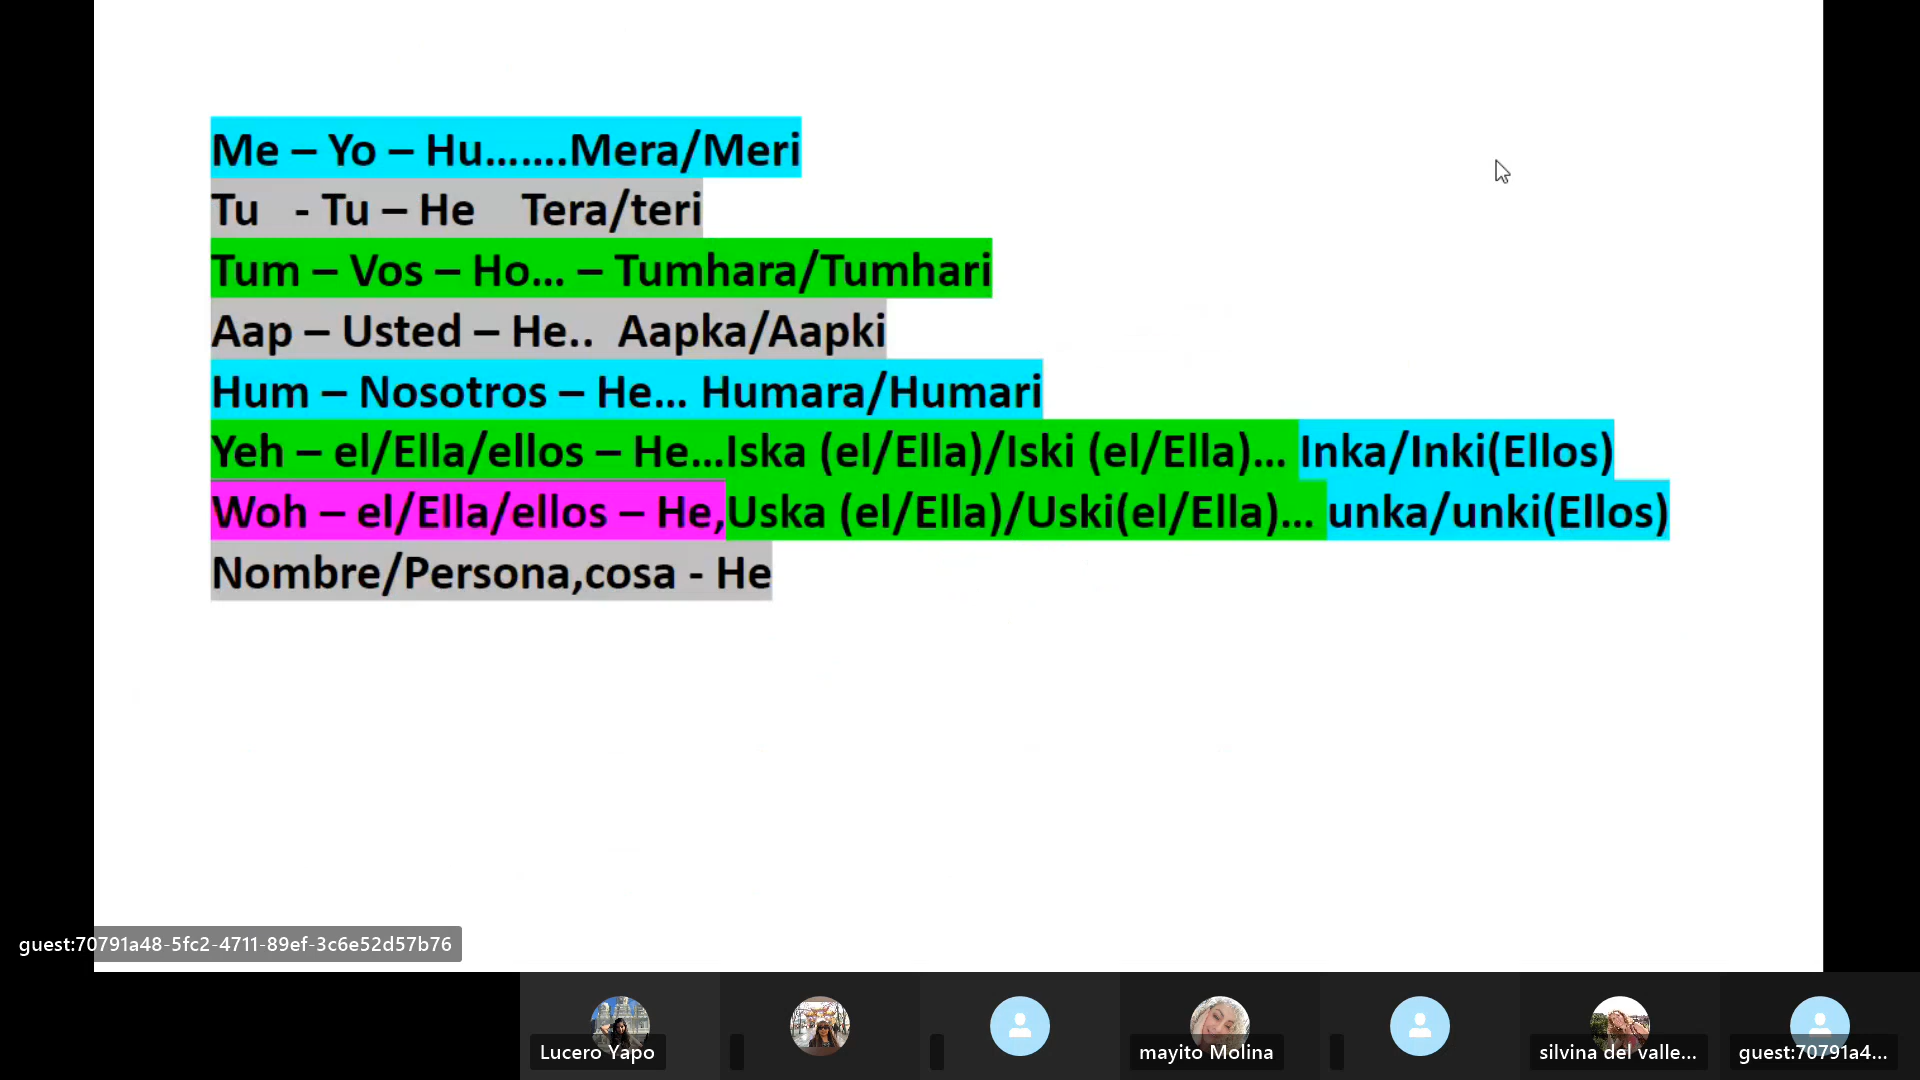 Me – Yo – Hu…....Mera/Meri
Tu - Tu – He Tera/teri
Tum – Vos – Ho... – Tumhara/Tumhari
Aap – Usted – He.. Aapka/Aapki
Hum – Nosotros – He... Humara/Humari
Yeh – el/Ella/ellos – He...Iska (el/Ella)/Iski (el/Ella)... Inka/Inki(Ellos)
Woh – el/Ella/ellos – He,Uska (el/Ella)/Uski(el/Ella)... unka/unki(Ellos)
Nombre/Persona,cosa - He
guest:70791a48-5fc2-4711-89ef-3c6e52d57b76
Lucero Yapo
mayito Molina
silvina del valle...
guest:70791a4...